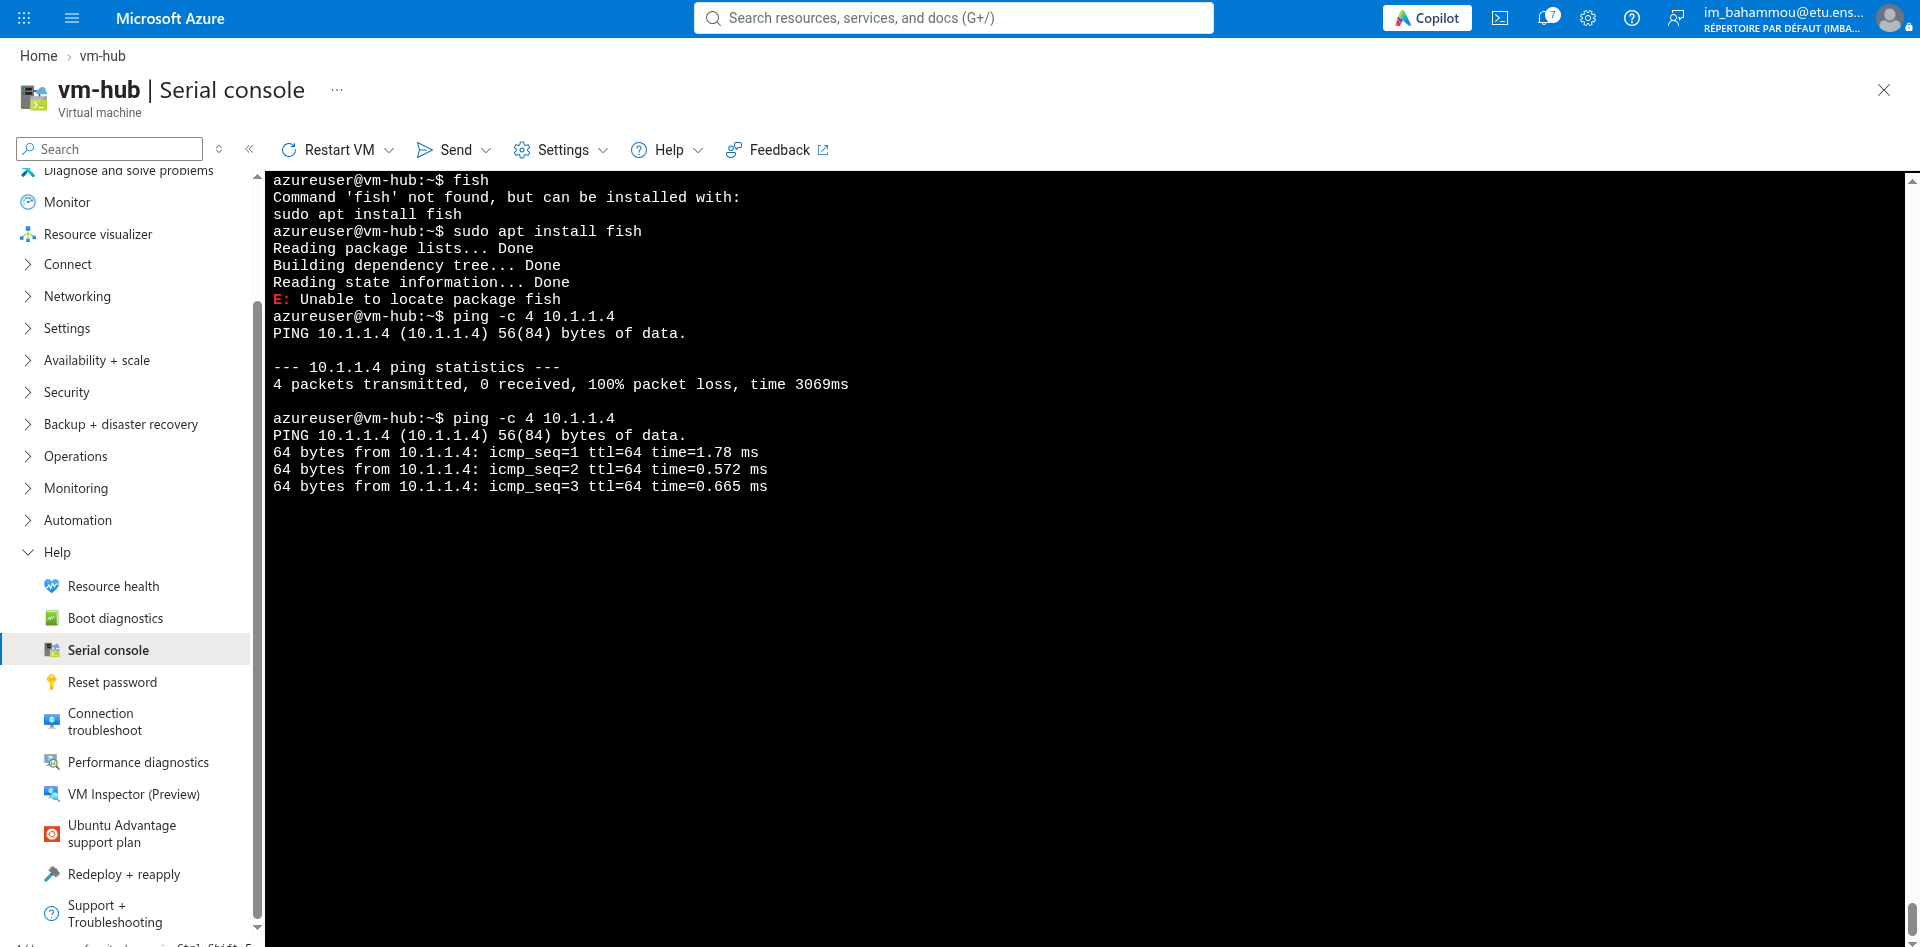 Microsoft Azure
Search resources, services, and docs (G+/)
Copilot
7
im_bahammou@etu.ens...
RÉPERTOIRE PAR DÉFAUT (IMBA...
Home > vm-hub
vm-hub | Serial console ...
Virtual machine
Search
Restart VM
Send
Settings
Help
Feedback
Diagnose and solve problems
Monitor
Resource visualizer
Connect
Networking
Settings
Availability + scale
Security
Backup + disaster recovery
Operations
Monitoring
Automation
Help
Resource health
Boot diagnostics
Serial console
Reset password
Connection
troubleshoot
Performance diagnostics
VM Inspector (Preview)
Ubuntu Advantage
support plan
Redeploy + reapply
Support +
Troubleshooting
azureuser@vm-hub:~$ fish
Command 'fish' not found, but can be installed with:
sudo apt install fish
azureuser@vm-hub:~$ sudo apt install fish
Reading package lists... Done
Building dependency tree... Done
Reading state information... Done
E: Unable to locate package fish
azureuser@vm-hub:~$ ping -c 4 10.1.1.4
PING 10.1.1.4 (10.1.1.4) 56(84) bytes of data.
--- 10.1.1.4 ping statistics ---
4 packets transmitted, 0 received, 100% packet loss, time 3069ms
azureuser@vm-hub:~$ ping -c 4 10.1.1.4
PING 10.1.1.4 (10.1.1.4) 56(84) bytes of data.
64 bytes from 10.1.1.4: icmp_seq=1 ttl=64 time=1.78 ms
64 bytes from 10.1.1.4: icmp_seq=2 ttl=64 time=0.572 ms
64 bytes from 10.1.1.4: icmp_seq=3 ttl=64 time=0.665 ms